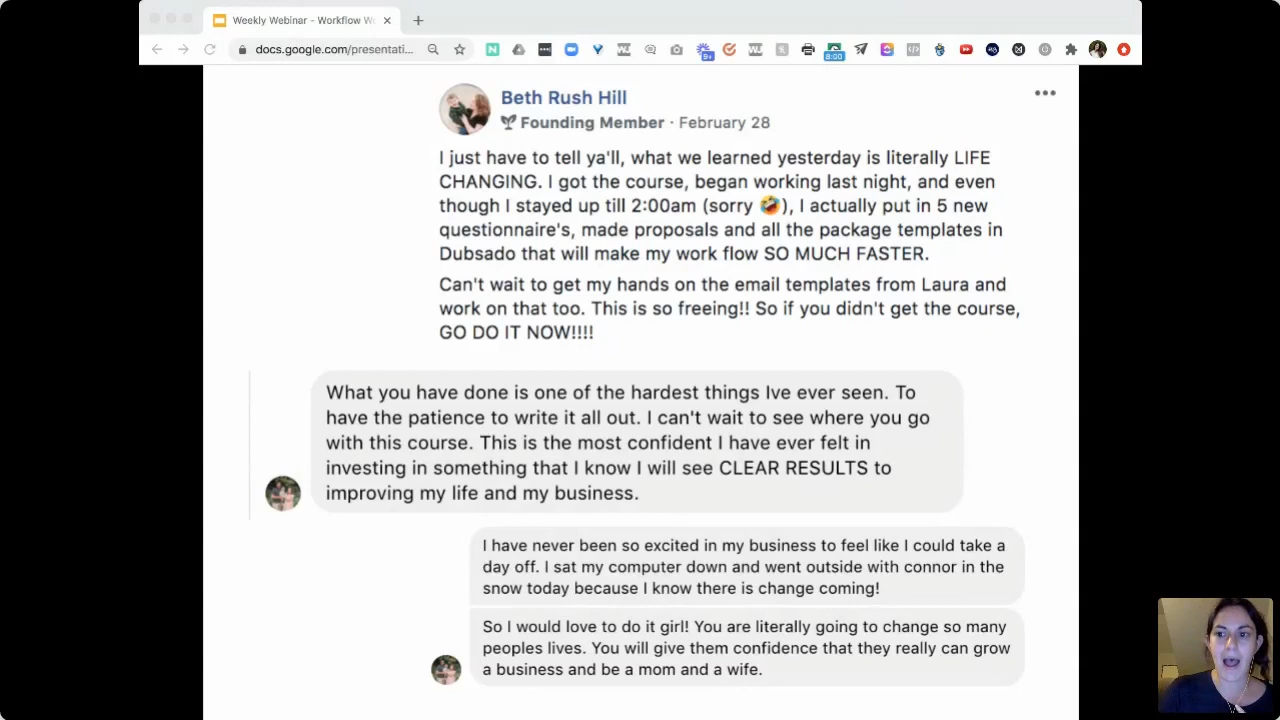 Weekly Webinar - Workflow Wo
docs.google.com/presentati...
9+
8:00
Beth Rush Hill
Founding Member · February 28
I just have to tell ya'll, what we learned yesterday is literally LIFE
CHANGING. I got the course, began working last night, and even
though I stayed up till 2:00am (sorry 🤣), I actually put in 5 new
questionnaire's, made proposals and all the package templates in
Dubsado that will make my work flow SO MUCH FASTER.
Can't wait to get my hands on the email templates from Laura and
work on that too. This is so freeing!! So if you didn't get the course,
GO DO IT NOW!!!!
What you have done is one of the hardest things Ive ever seen. To
have the patience to write it all out. I can't wait to see where you go
with this course. This is the most confident I have ever felt in
investing in something that I know I will see CLEAR RESULTS to
improving my life and my business.
I have never been so excited in my business to feel like I could take a
day off. I sat my computer down and went outside with connor in the
snow today because I know there is change coming!
So I would love to do it girl! You are literally going to change so many
peoples lives. You will give them confidence that they really can grow
a business and be a mom and a wife.